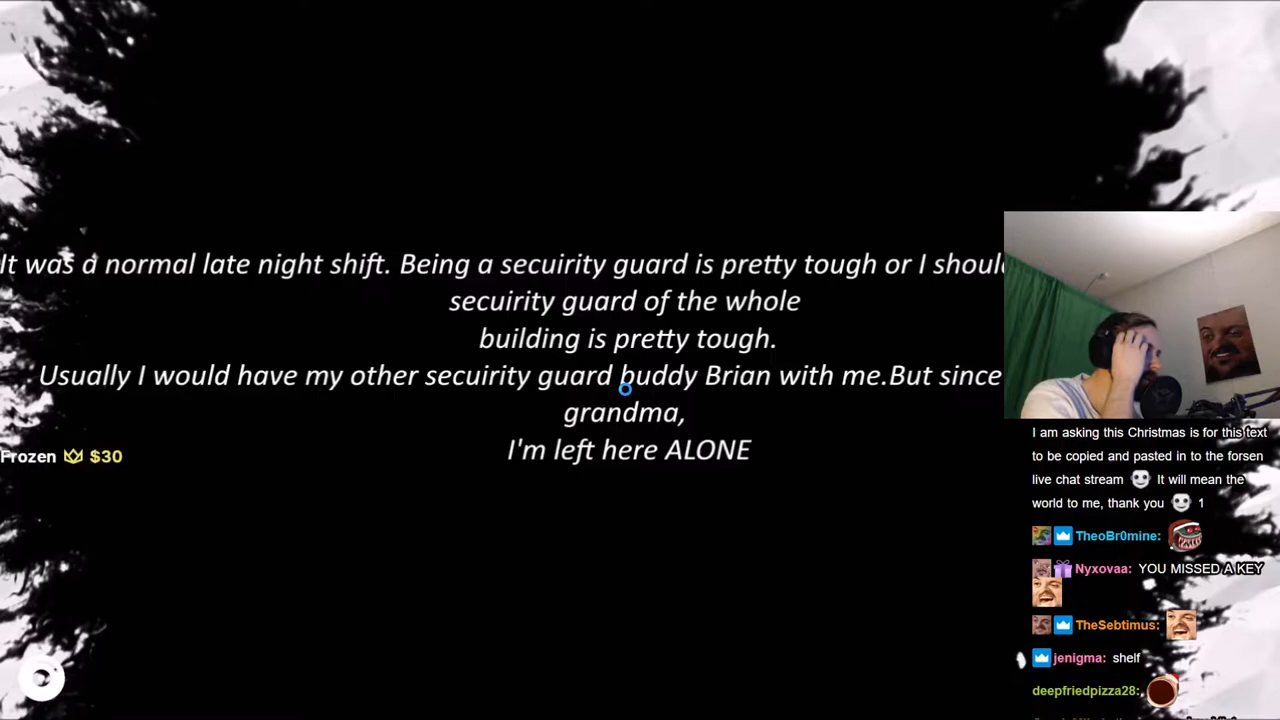 It was a normal late night shift. Being a secuirity guard is pretty tough or I
secuirity guard of the whole
building is pretty tough.
Usually I would have my other secuirity guard buddy Brian with me.But since
grandma,
I'm left here ALONE
Frozen $30
I am asking this Christmas is for this text
to be copied and pasted in to the forsen
live chat stream It will mean the
world to me, thank you 1
TheoBr0mine:
Nyxovaa: YOU MISSED A KEY
TheSebtimus:
jenigma: shelf
deepfriedpizza28: